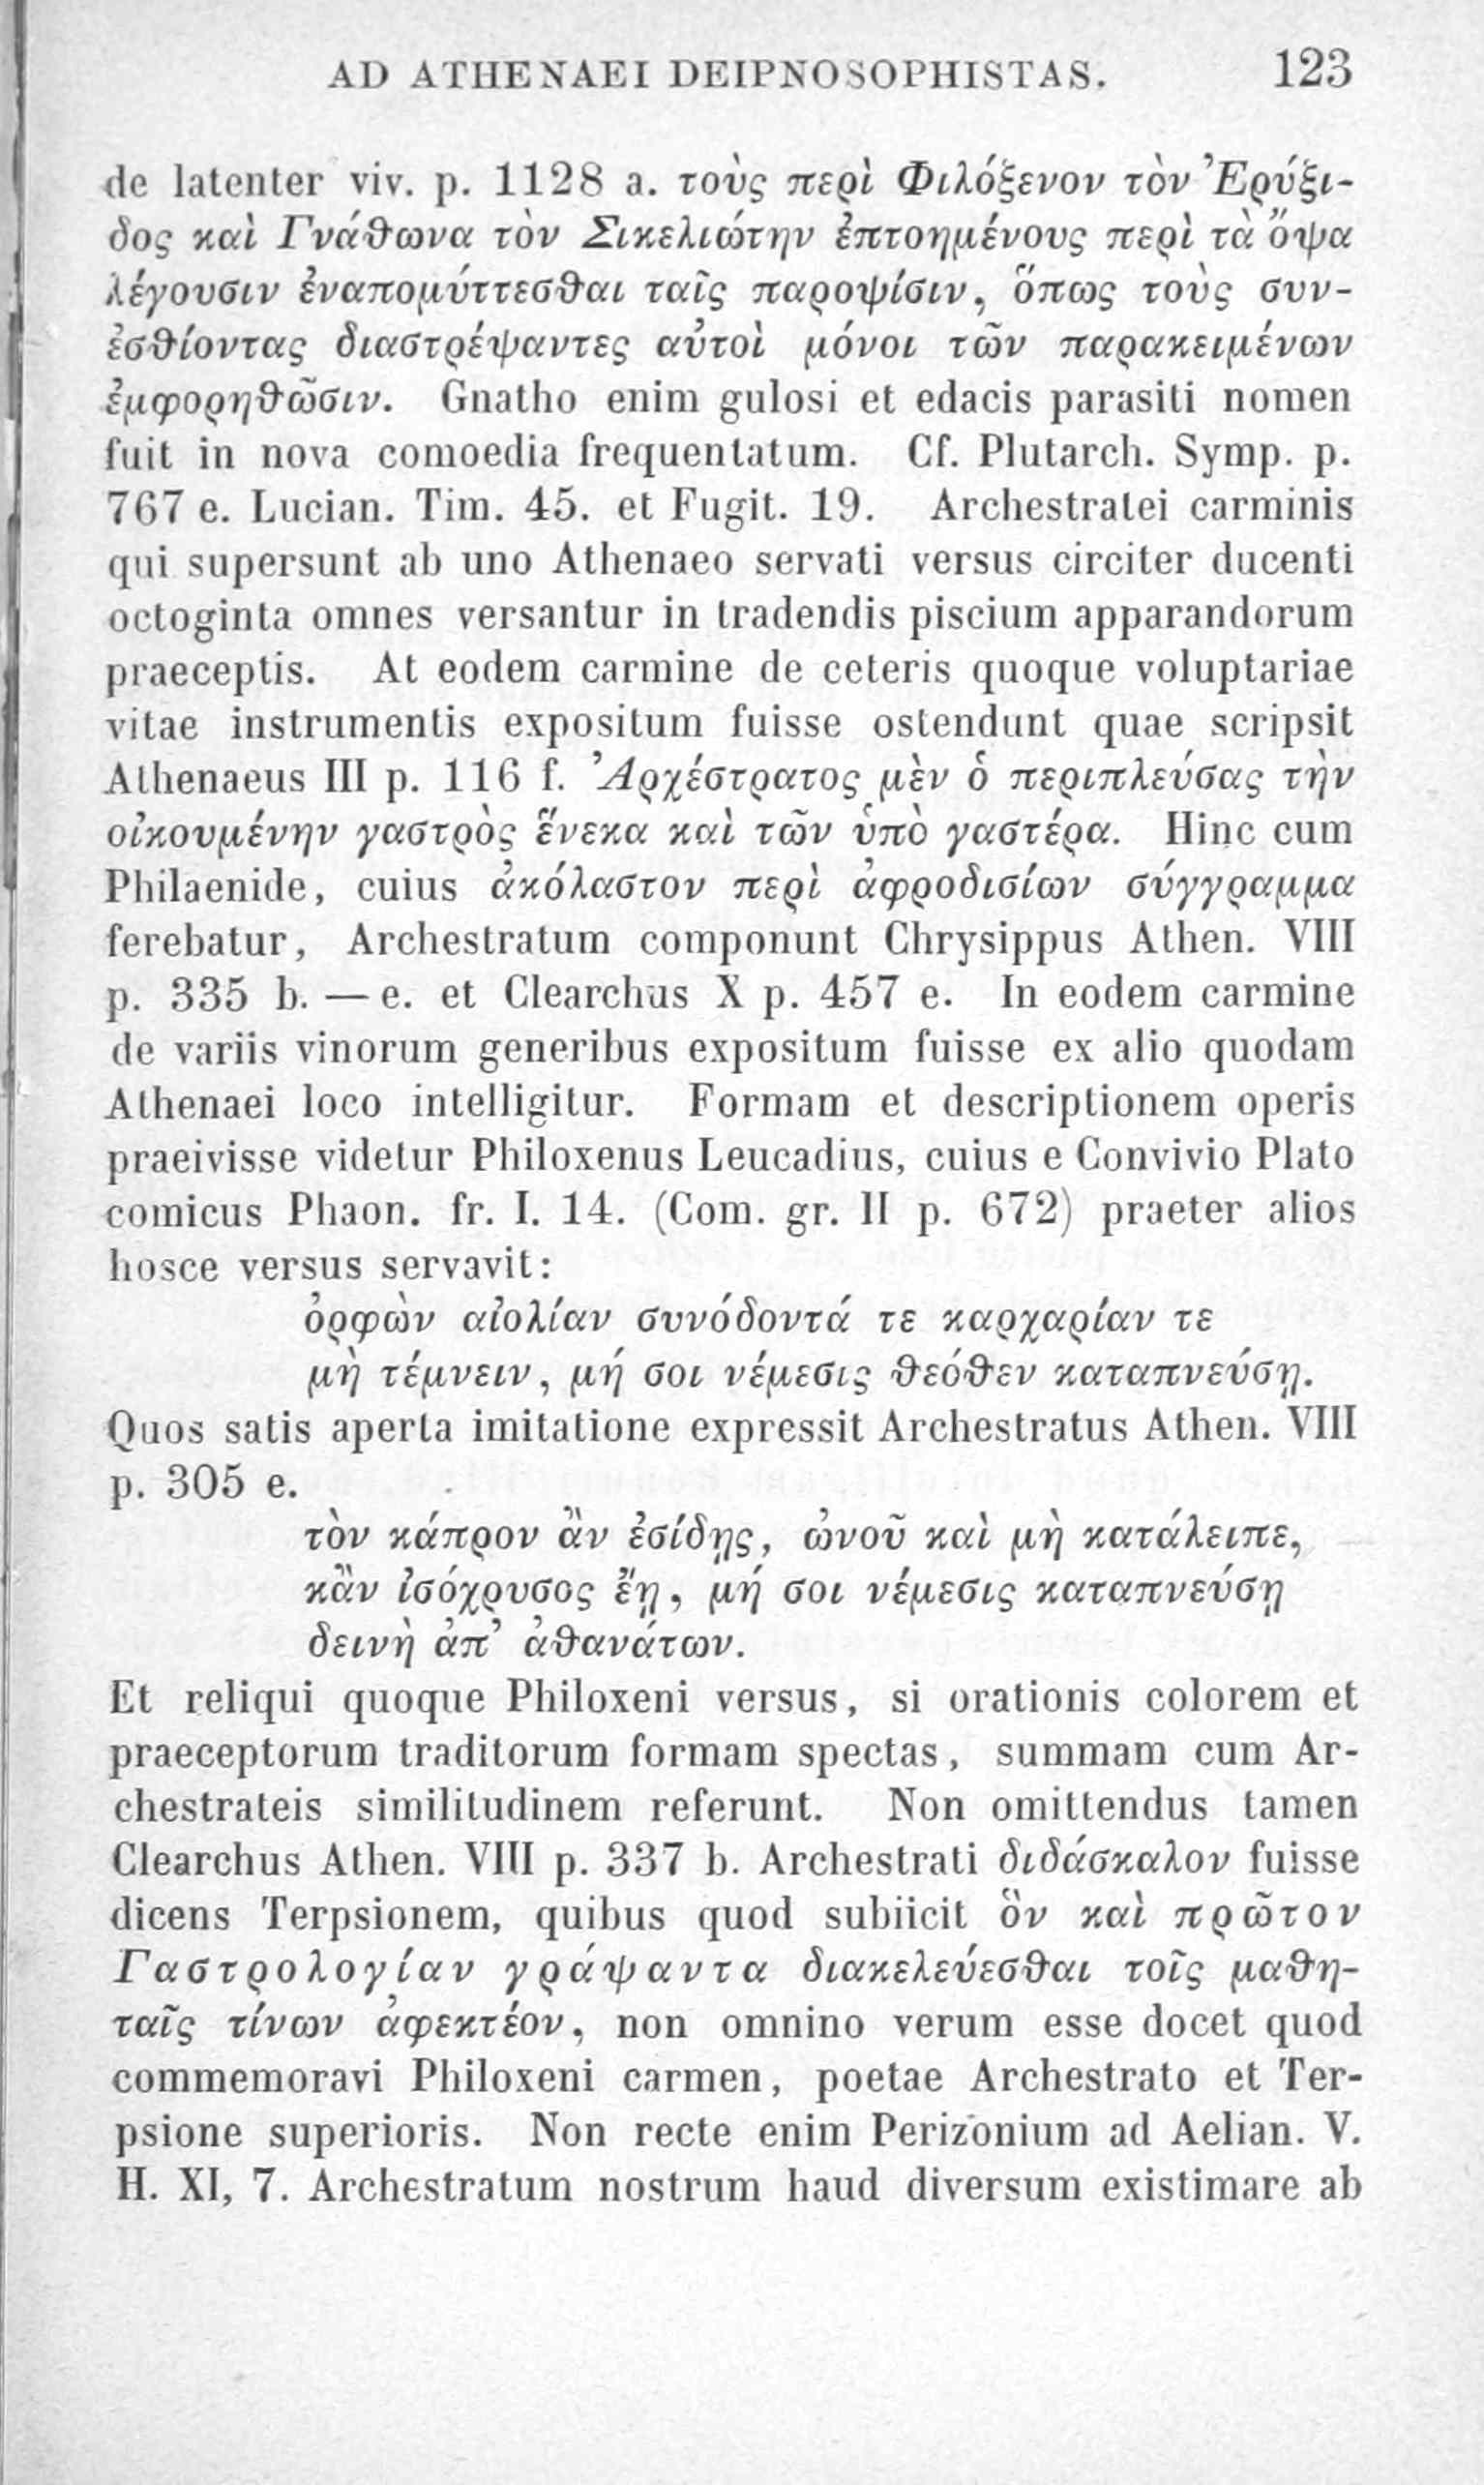 AD ATHENAEI DEIPNOSOPHISTAS. 123
de latenter viv. p. 1128 a. τοὺς περὶ Φιλόξενον τὸν Ἐρύξι-
δος καὶ Γνάθωνα τὸν Σικελιώτην ἐπτοημένους περὶ τὰ ὄψα
λέγουσιν ἐναπομύττεσθαι ταῖς παροψίσιν, ὅπως τοὺς συν-
εσθίοντας διαστρέψαντες αὐτοὶ μόνοι τῶν παρακειμένων
ἐμφορηθῶσιν. Gnatho enim gulosi et edacis parasiti nomen
fuit in nova comoedia frequentatum. Cf. Plutarch. Symp. p.
767 e. Lucian. Tim. 45. et Fugit. 19. Archestratei carminis
qui supersunt ab uno Athenaeo servati versus circiter ducenti
octoginta omnes versantur in tradendis piscium apparandorum
praeceptis. At eodem carmine de ceteris quoque voluptariae
vitae instrumentis expositum fuisse ostendunt quae scripsit
Athenaeus III p. 116 f. Ἀρχέστρατος μὲν ὁ περιπλεύσας τὴν
οἰκουμένην γαστρὸς ἕνεκα καὶ τῶν ὑπὸ γαστέρα. Hinc cum
Philaenide, cuius ἀκόλαστον περὶ ἀφροδισίων σύγγραμμα
ferebatur, Archestratum componunt Chrysippus Athen. VIII
p. 335 b. — e. et Clearchus X p. 457 e. In eodem carmine
de variis vinorum generibus expositum fuisse ex alio quodam
Athenaei loco intelligitur. Formam et descriptionem operis
praeivisse videtur Philoxenus Leucadius, cuius e Convivio Plato
comicus Phaon. fr. I. 14. (Com. gr. II p. 672) praeter alios
hosce versus servavit:
ὀρφὼν αἰολίαν συνόδοντά τε καρχαρίαν τε
μὴ τέμνειν, μή σοι νέμεσις θεόθεν καταπνεύσῃ.
Quos satis aperta imitatione expressit Archestratus Athen. VIII
p. 305 e.
τὸν κάπρον ἂν ἐσίδῃς, ὠνοῦ καὶ μὴ κατάλειπε,
κἂν ἰσόχρυσος ἔῃ, μή σοι νέμεσις καταπνεύσῃ
δεινὴ ἀπ’ ἀθανάτων.
Et reliqui quoque Philoxeni versus, si orationis colorem et
praeceptorum traditorum formam spectas, summam cum Ar-
chestrateis similitudinem referunt. Non omittendus tamen
Clearchus Athen. VIII p. 337 b. Archestrati διδάσκαλον fuisse
dicens Terpsionem, quibus quod subiicit ὃν καὶ πρῶτον
Γαστρολογίαν γράψαντα διακελεύεσθαι τοῖς μαθη-
ταῖς τίνων ἀφεκτέον, non omnino verum esse docet quod
commemoravi Philoxeni carmen, poetae Archestrato et Ter-
psione superioris. Non recte enim Perizonium ad Aelian. V.
H. XI, 7. Archestratum nostrum haud diversum existimare ab